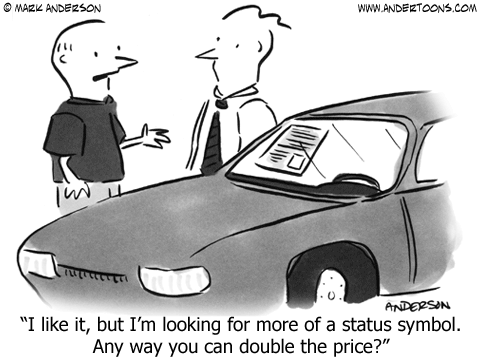 © MARK ANDERSON
WWW.ANDERTOONS.COM
ANDERSON
“I like it, but I’m looking for more of a status symbol.
Any way you can double the price?”